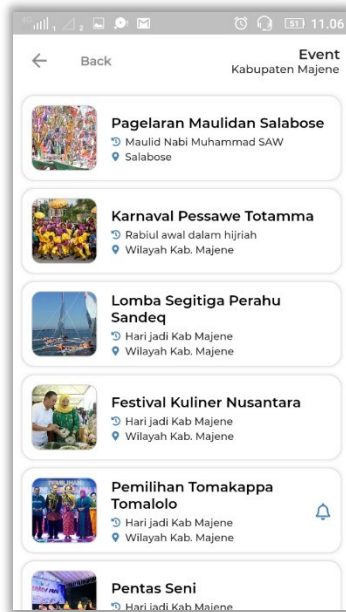 11.06
Back
Event
Kabupaten Majene
Pagelaran Maulidan Salabose
Maulid Nabi Muhammad SAW
Salabose
Karnaval Pessawe Totamma
Rabiul awal dalam hijriah
Wilayah Kab. Majene
Lomba Segitiga Perahu
Sandeq
Hari jadi Kab Majene
Wilayah Kab. Majene
Festival Kuliner Nusantara
Hari jadi Kab Majene
Wilayah Kab. Majene
Pemilihan Tomakappa
Tomalolo
Hari jadi Kab Majene
Wilayah Kab. Majene
Pentas Seni
Hari jadi Kab Majene